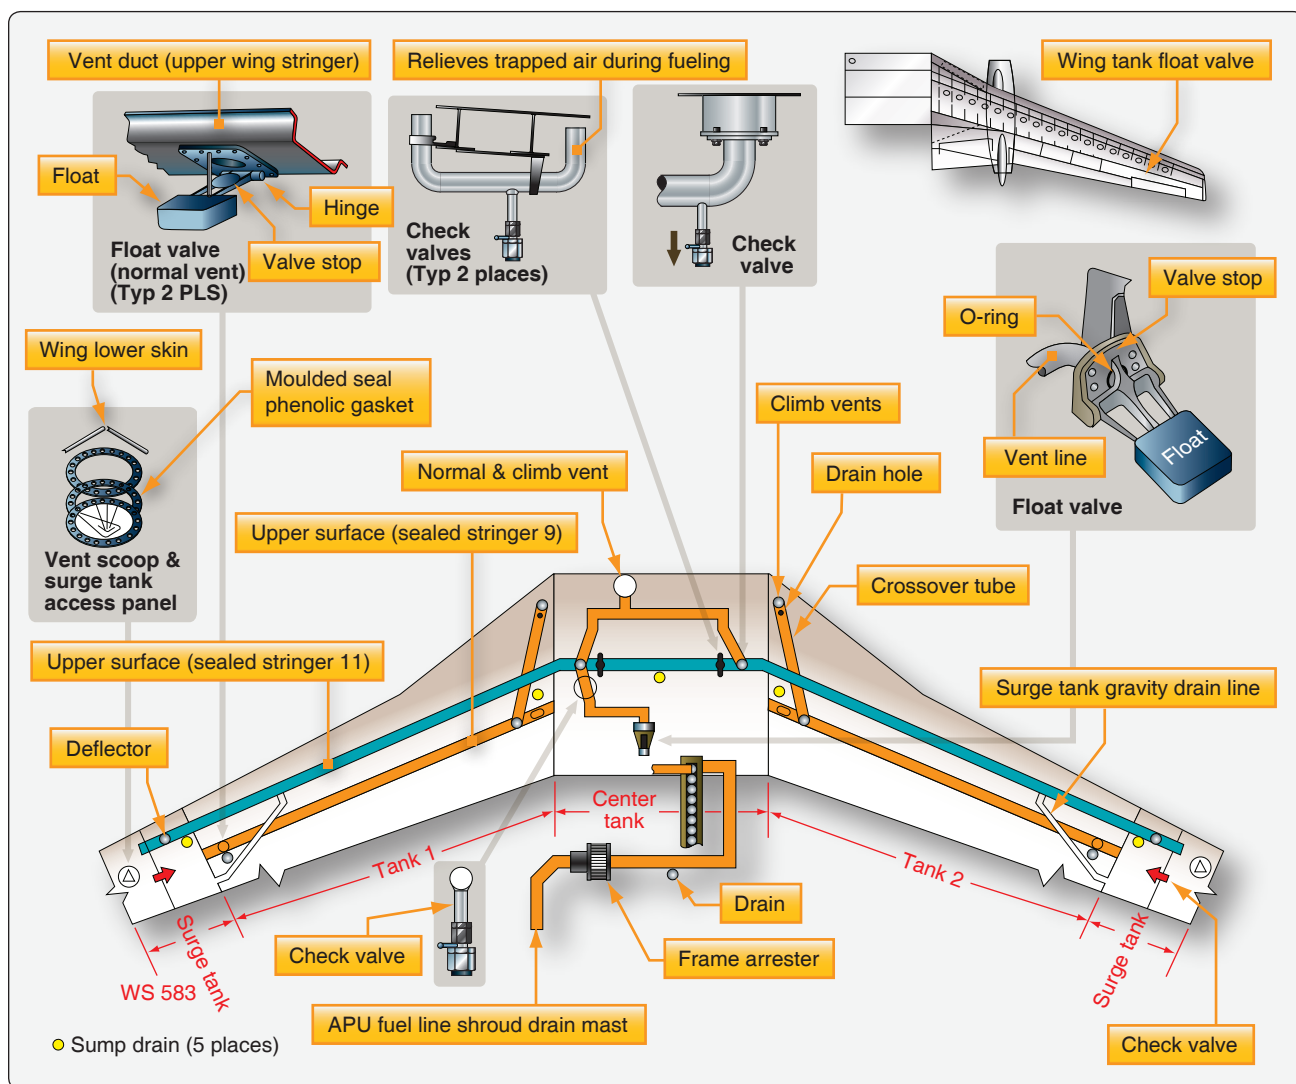 Vent duct (upper wing stringer)
Relieves trapped air during fueling
Wing tank float valve
Float
Hinge
Valve stop
Float valve
(normal vent)
(Typ 2 PLS)
Check
valves
(Typ 2 places)
Check
valve
Valve stop
O-ring
Vent line
Float
Float valve
Wing lower skin
Moulded seal
phenolic gasket
Vent scoop &
surge tank
access panel
Climb vents
Normal & climb vent
Drain hole
Upper surface (sealed stringer 9)
Crossover tube
Upper surface (sealed stringer 11)
Surge tank gravity drain line
Deflector
Center
tank
Tank 1
Tank 2
Surge tank
Surge tank
WS 583
Check valve
Drain
Frame arrester
APU fuel line shroud drain mast
Check valve
Sump drain (5 places)